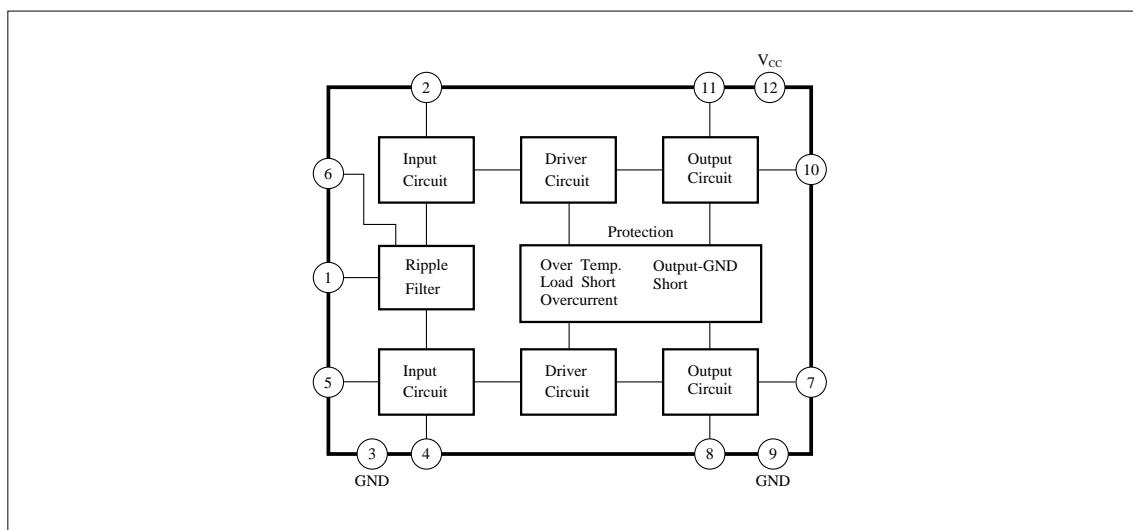 V_CC
2
11
12
Input
Circuit
Driver
Circuit
Output
Circuit
6
10
Protection
Ripple
Filter
Over Temp.
Load Short
Overcurrent
Output-GND
Short
1
5
Input
Circuit
Driver
Circuit
Output
Circuit
7
3
4
8
9
GND
GND